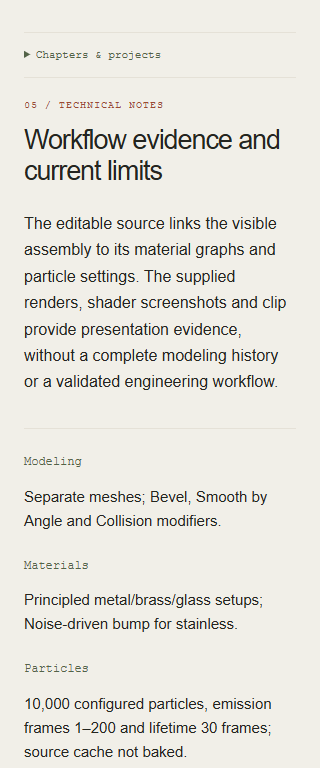 ▶ Chapters & projects
05 / TECHNICAL NOTES
Workflow evidence and
current limits
The editable source links the visible
assembly to its material graphs and
particle settings. The supplied
renders, shader screenshots and clip
provide presentation evidence,
without a complete modeling history
or a validated engineering workflow.
Modeling
Separate meshes; Bevel, Smooth by
Angle and Collision modifiers.
Materials
Principled metal/brass/glass setups;
Noise-driven bump for stainless.
Particles
10,000 configured particles, emission
frames 1–200 and lifetime 30 frames;
source cache not baked.